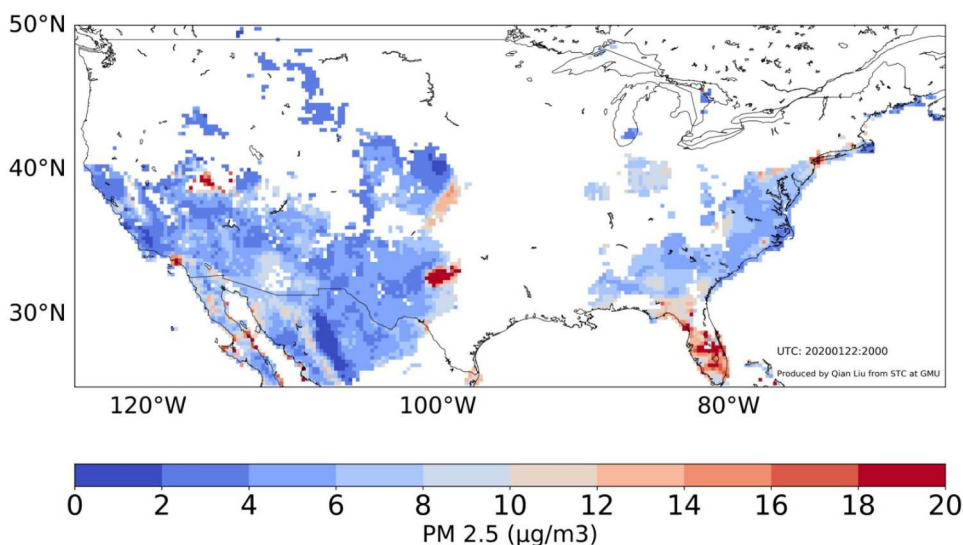 50°N
40°N
30°N
UTC: 20200122:2000
Produced by Qian Liu from STC at GMU
120°W 100°W 80°W
0 2 4 6 8 10 12 14 16 18 20
PM 2.5 (μg/m3)